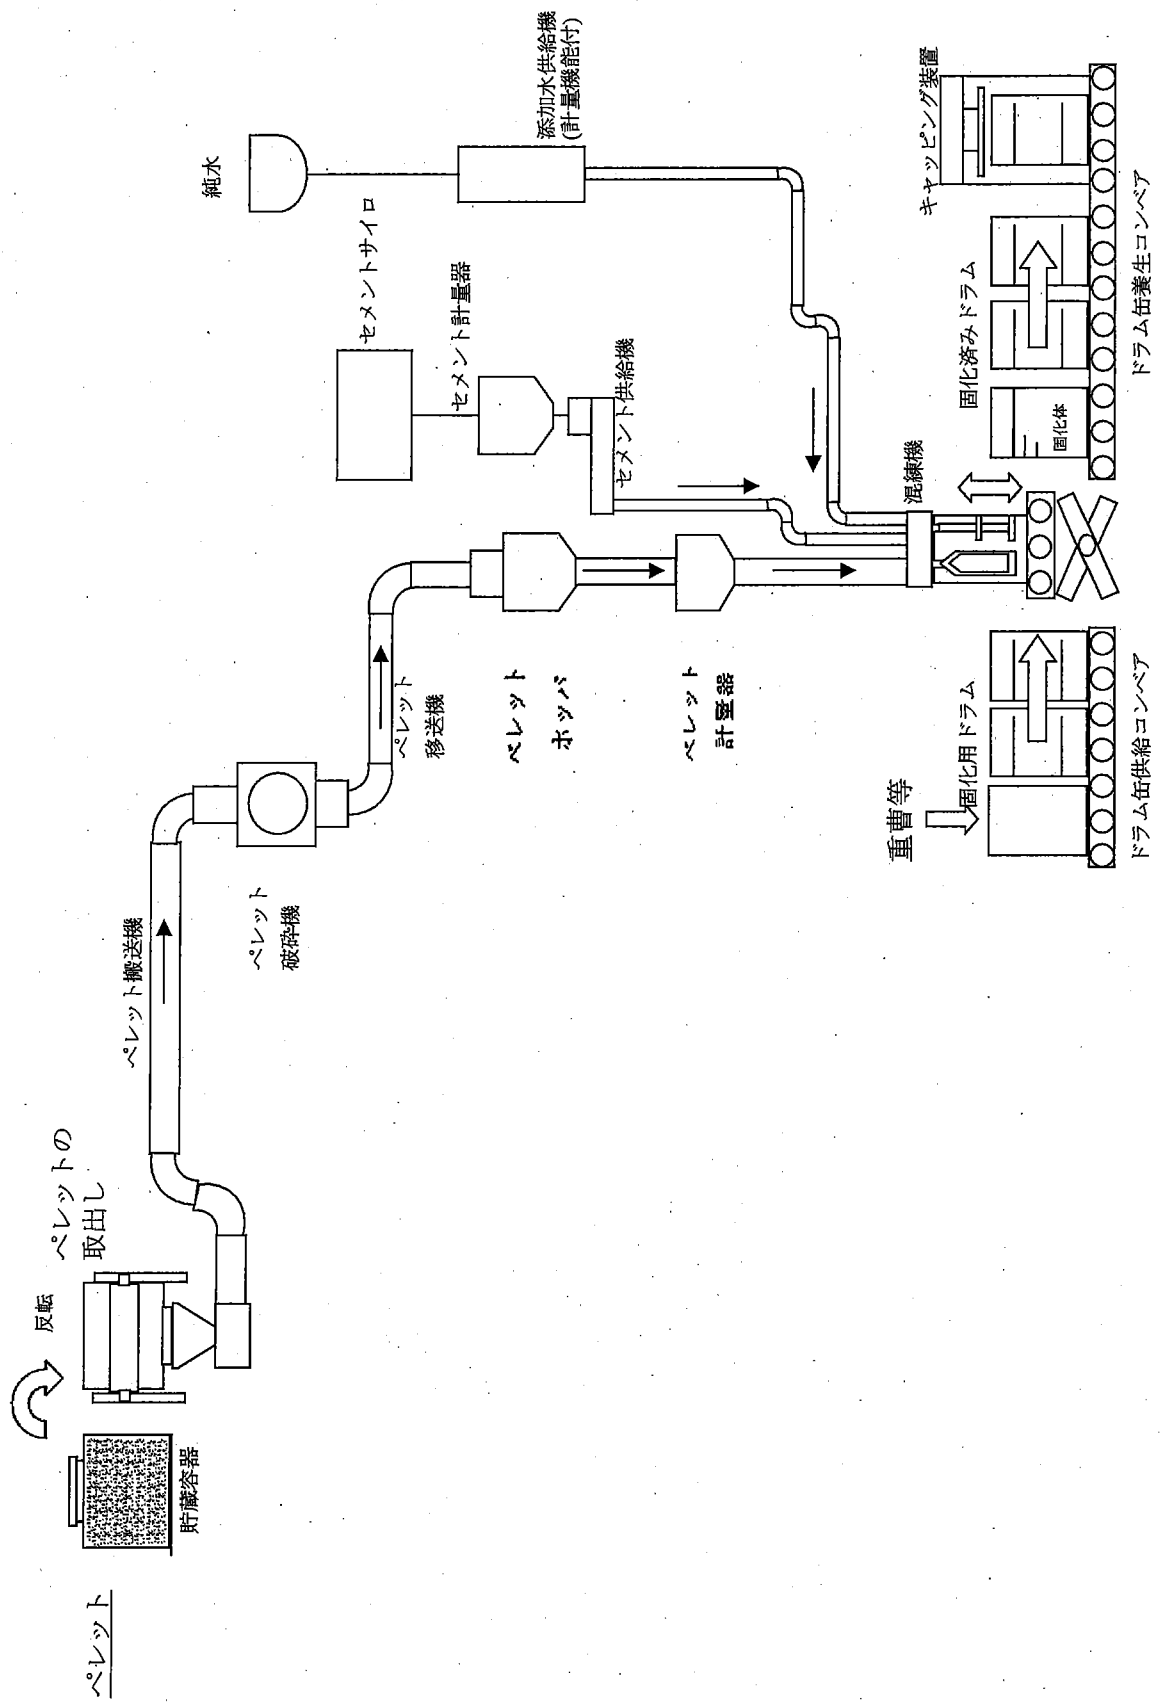 ペレット
貯蔵容器
反転
ペレットの
取出し
ペレット搬送機
ペレット
破砕機
ペレット
移送機
ペレット
ホッパ
ペレット
計量器
純水
セメントサイロ
セメント計量器
セメント供給機
添加水供給機
(計量機能付)
混練機
重曹等
固化用ドラム
ドラム缶供給コンベア
固化済みドラム
固化体
キャッピング装置
ドラム缶養生コンベア